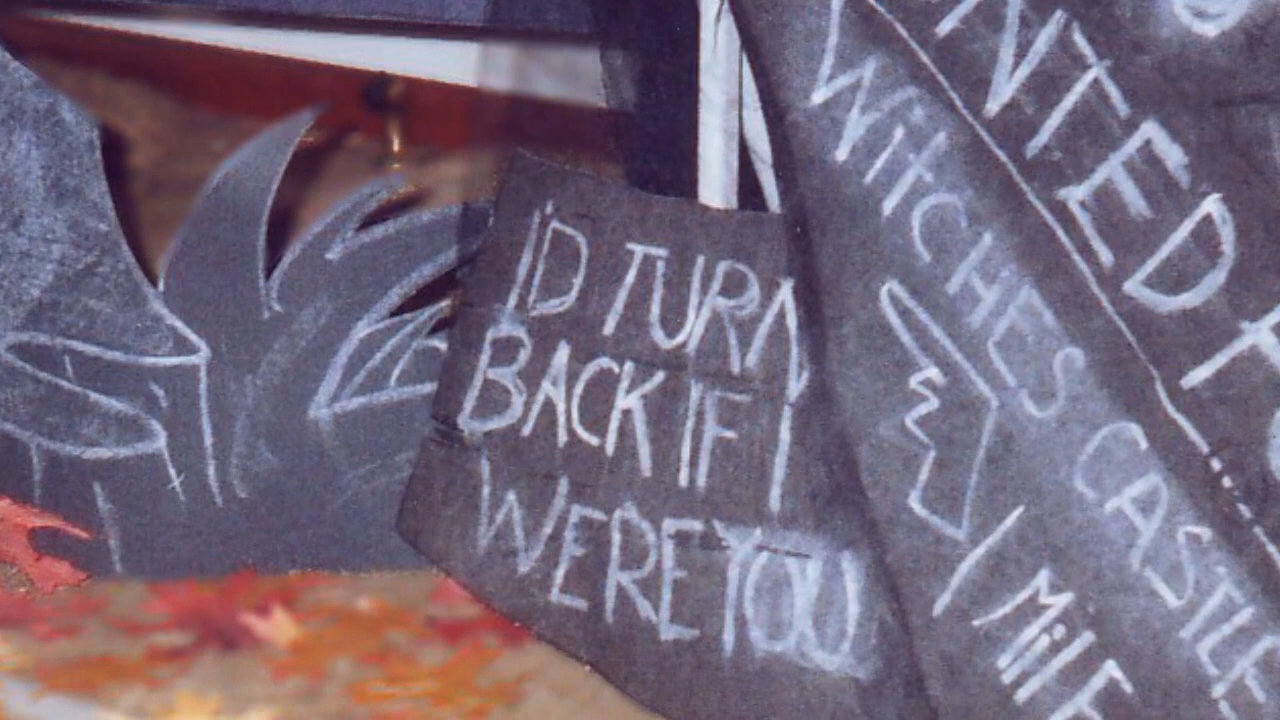 I'D TURN
BACK IF I
WERE YOU
WITCHES CASTLE
1 MILE